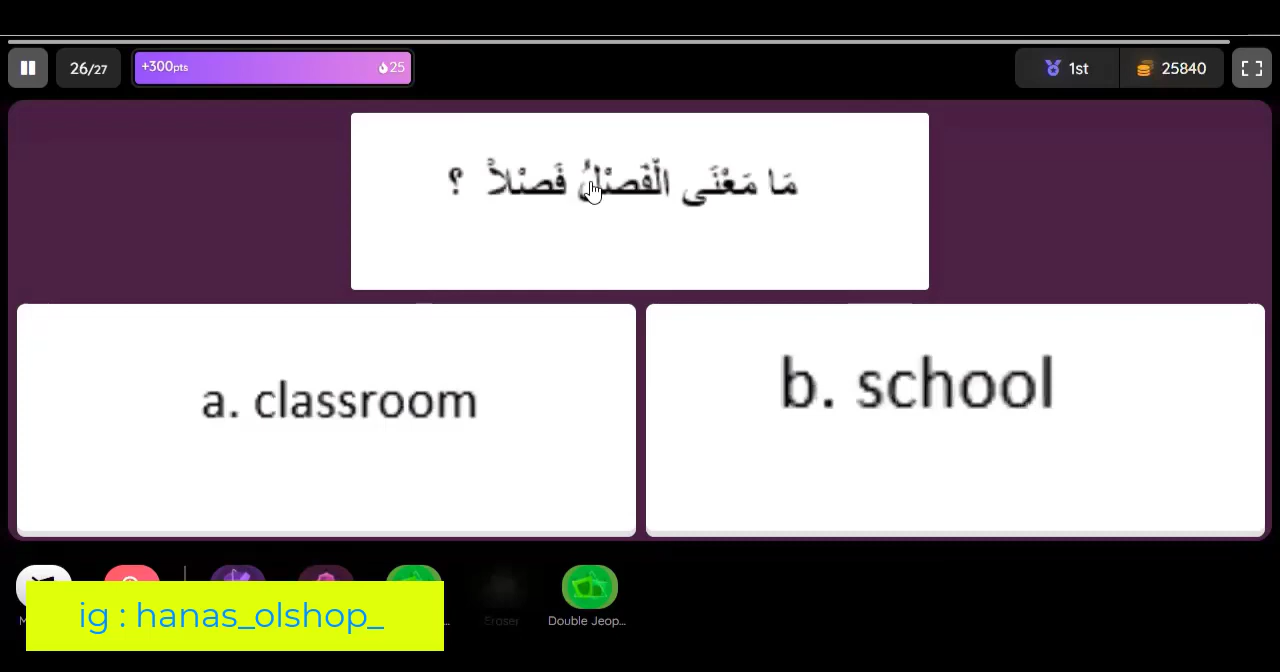 26/27
+300pts
25
1st
25840
مَا مَعْنَى الْفَصْلُ فَصْلاً ؟
a. classroom
b. school
Eraser
Double Jeop...
ig : hanas_olshop_